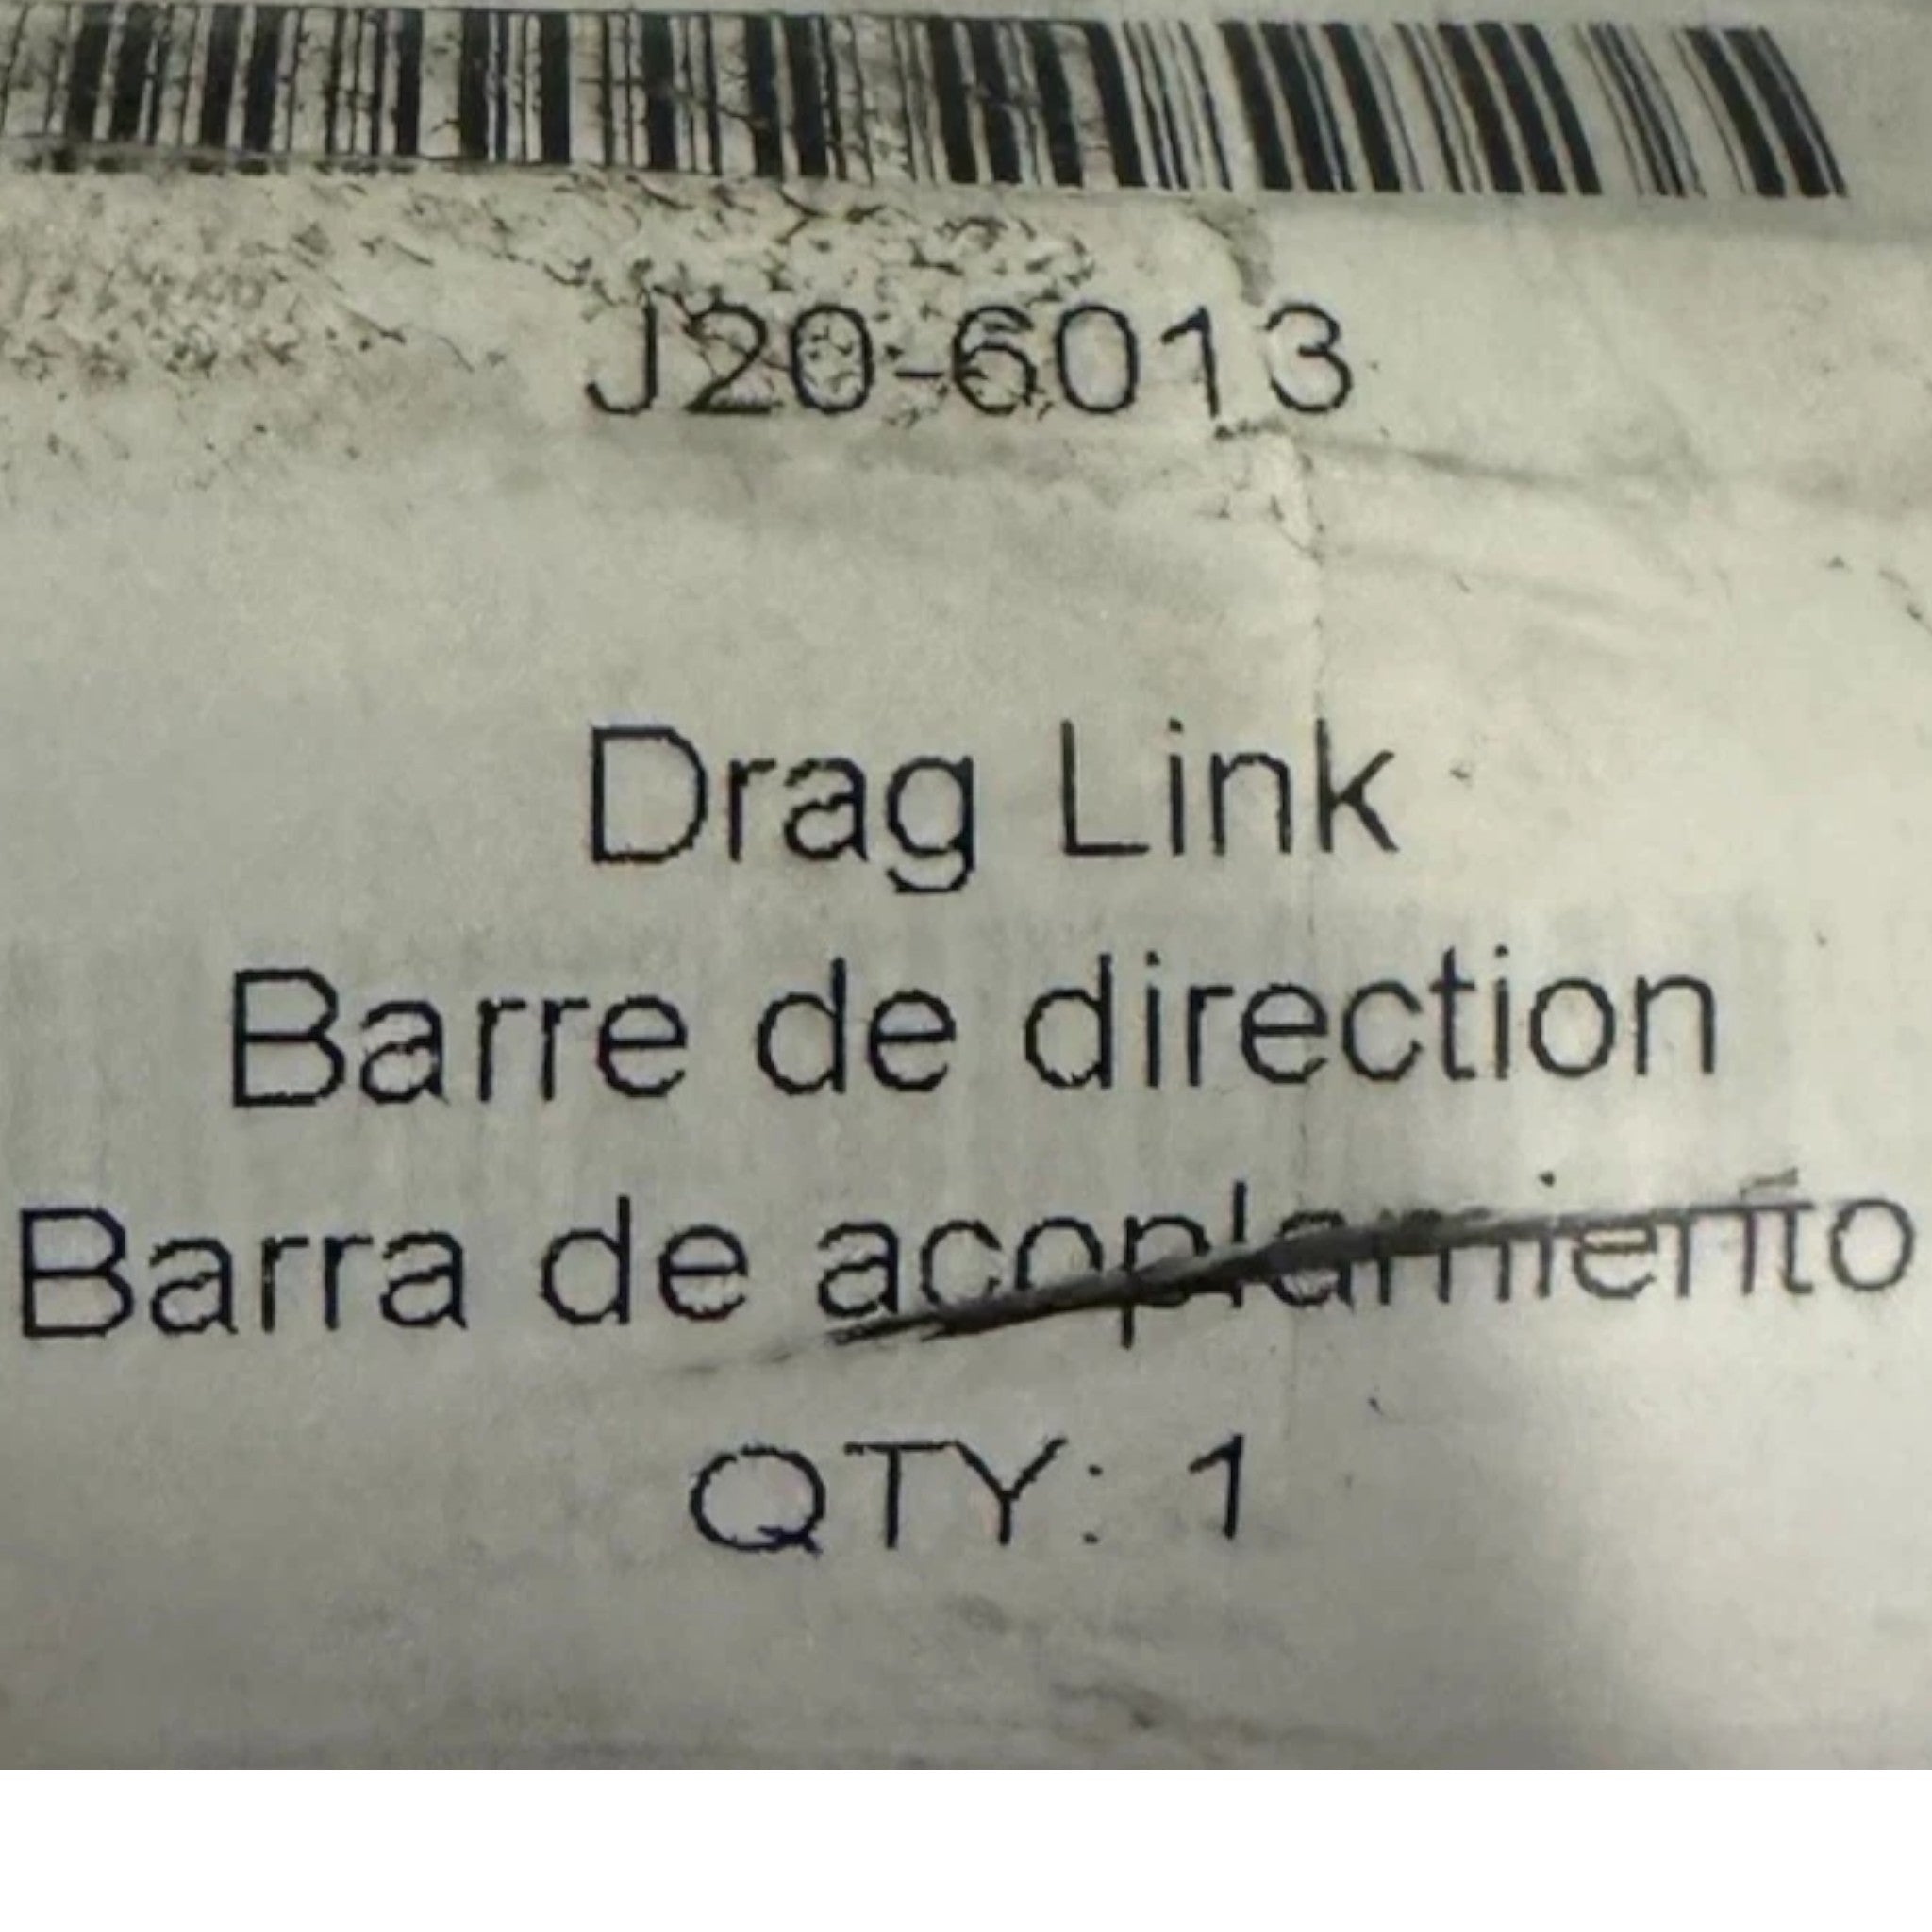 J20-6013
Drag Link
Barre de direction
Barra de acoplamiento
QTY: 1